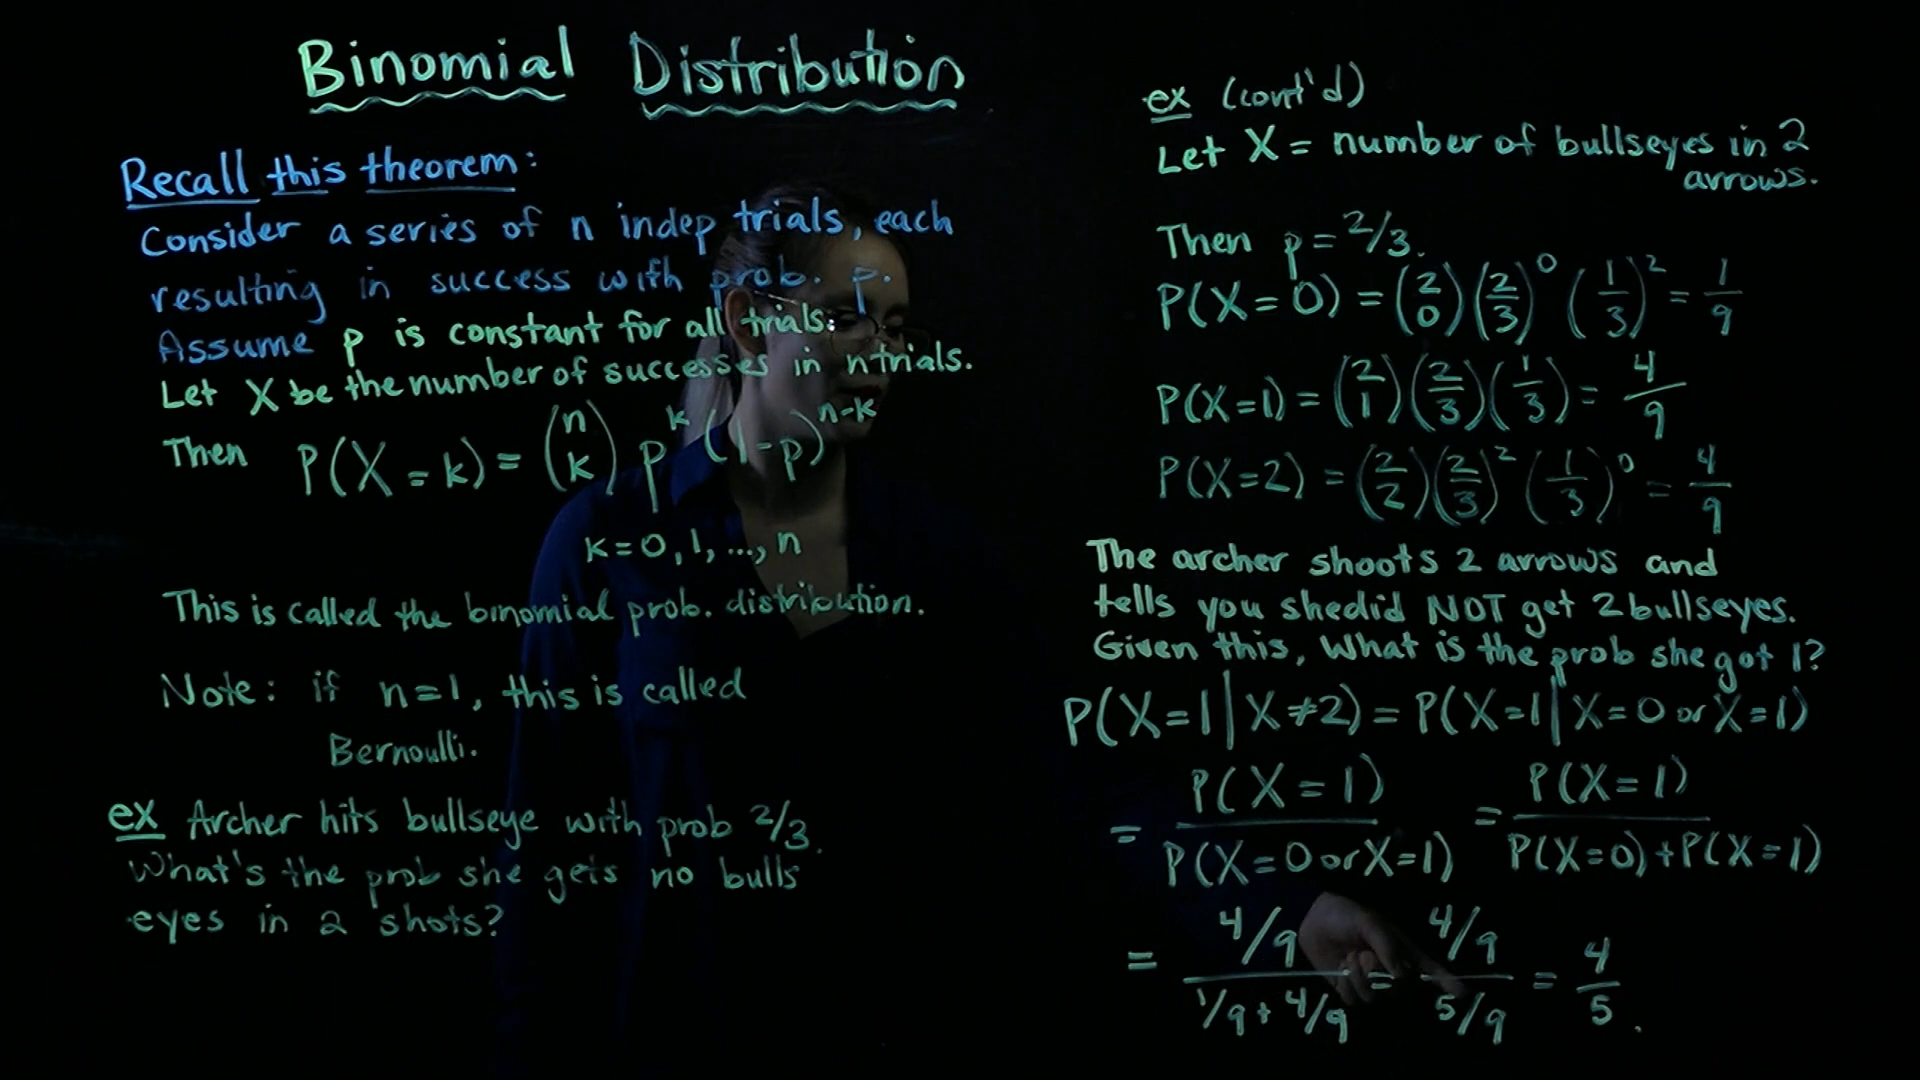 Binomial Distribution
Recall this theorem:
Consider a series of n indep trials, each
resulting in success with prob. p.
Assume p is constant for all trials.
Let X be the number of successes in n trials.
Then P(X = k) = (n k) p^k (1-p)^{n-k}
k = 0, 1, ..., n
This is called the binomial prob. distribution.
Note: if n=1, this is called
Bernoulli.
ex Archer hits bullseye with prob 2/3.
What's the prob she gets no bulls
eyes in 2 shots?
ex (cont'd)
Let X = number of bullseyes in 2
arrows.
Then p = 2/3.
P(X = 0) = (2 0) (2/3)^0 (1/3)^2 = 1/9
P(X=1) = (2 1) (2/3) (1/3) = 4/9
P(X=2) = (2 2) (2/3)^2 (1/3)^0 = 4/9
The archer shoots 2 arrows and
tells you she did NOT get 2 bullseyes.
Given this, What is the prob she got 1?
P(X=1 | X≠2) = P(X=1 | X=0 or X=1)
= P(X=1) / P(X=0 or X=1) = P(X=1) / P(X=0)+P(X=1)
= 4/9 / 1/9 + 4/9 = 4/9 / 5/9 = 4/5.